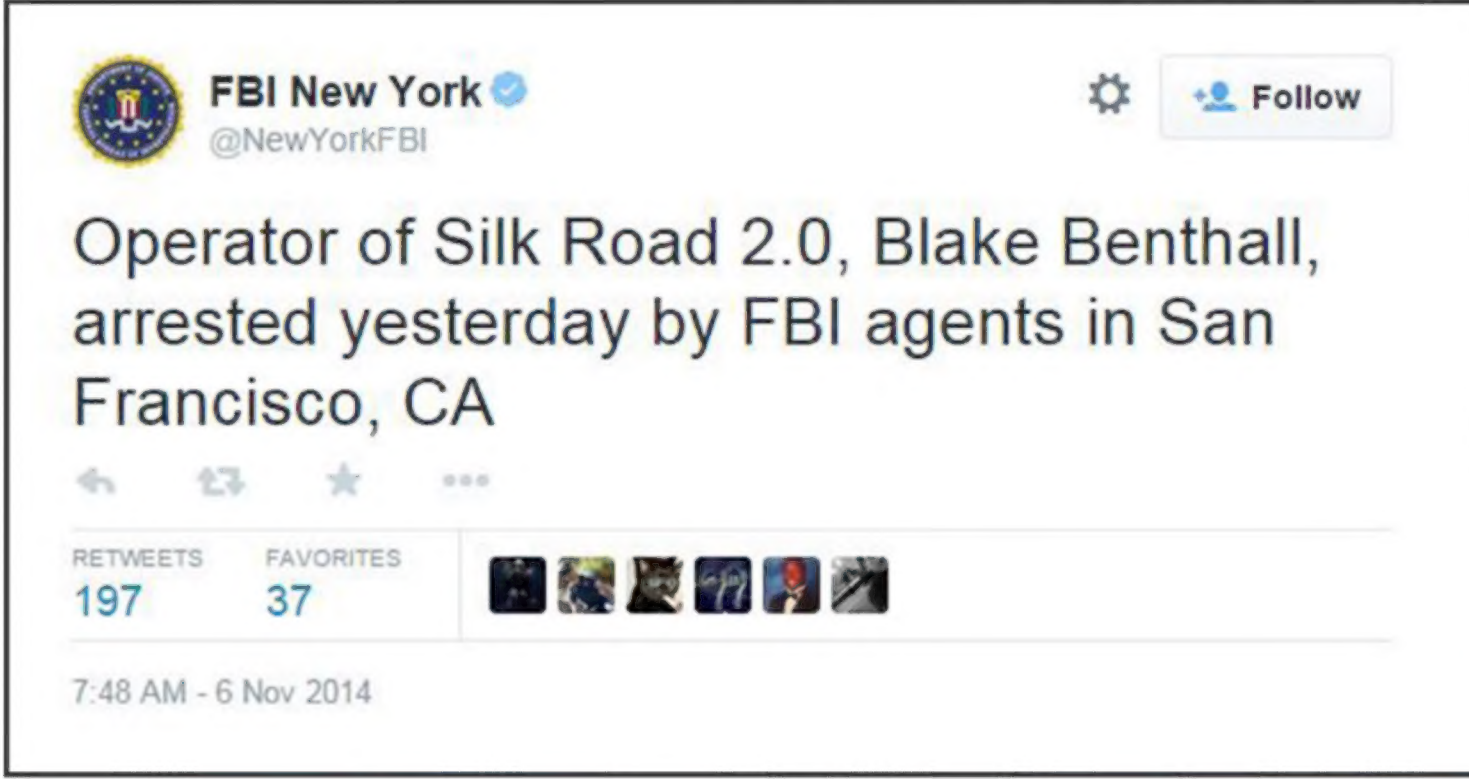 FBI New York
@NewYorkFBI
Follow
Operator of Silk Road 2.0, Blake Benthall,
arrested yesterday by FBI agents in San
Francisco, CA
RETWEETS FAVORITES
197 37
7:48 AM - 6 Nov 2014